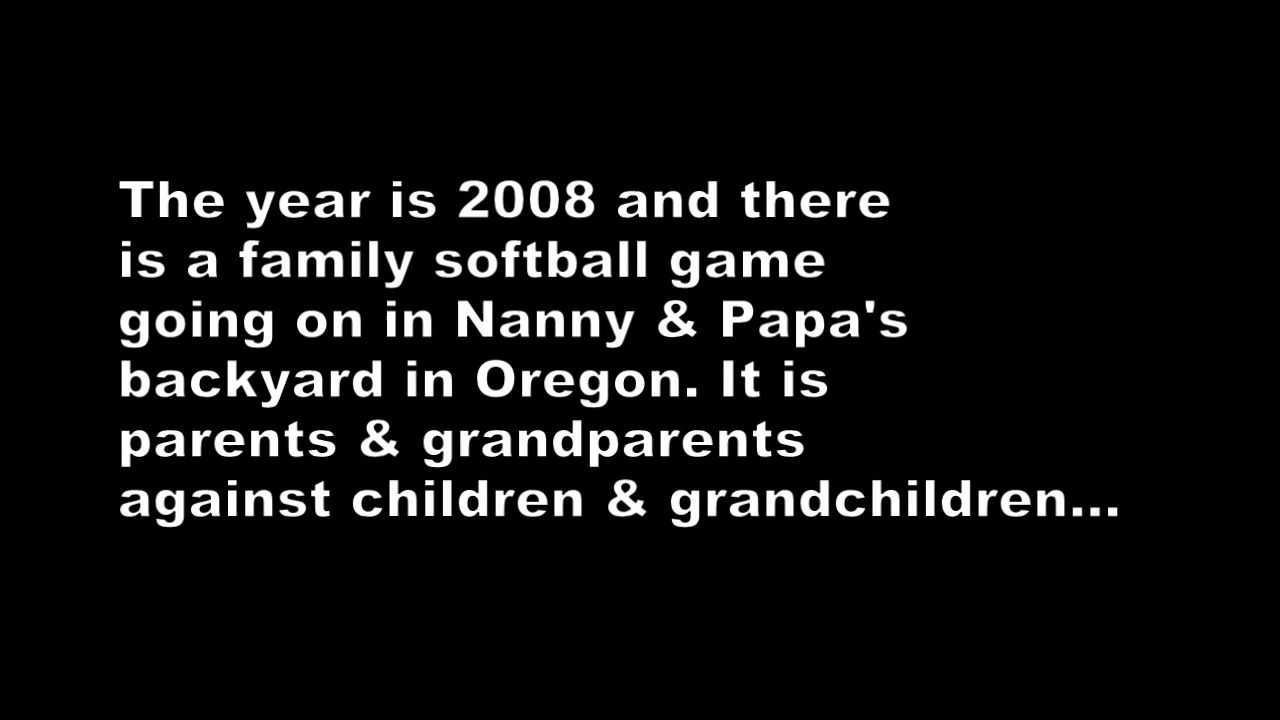 The year is 2008 and there
is a family softball game
going on in Nanny & Papa's
backyard in Oregon. It is
parents & grandparents
against children & grandchildren...